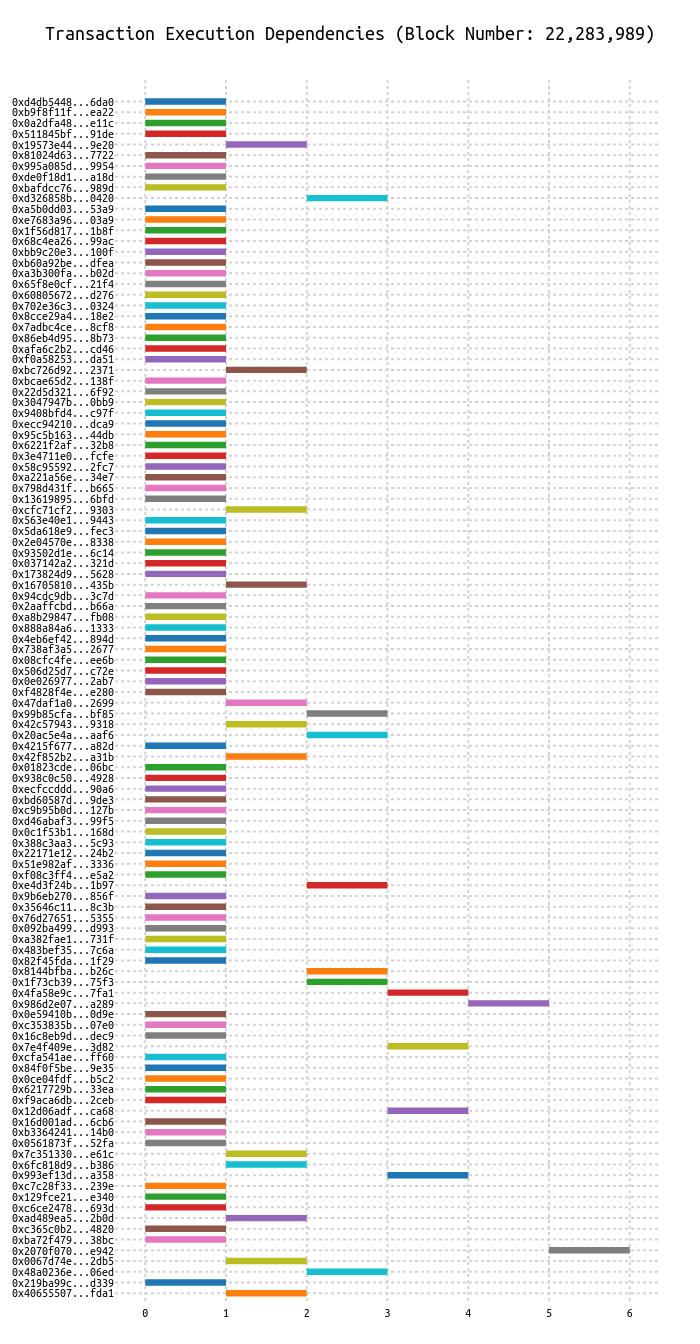 Transaction Execution Dependencies (Block Number: 22,283,989)
0xd4db5448...6da0
0xb9f8f11f...ea22
0x0a2dfa48...e11c
0x511845bf...91de
0x19573e44...9e20
0x81024d63...7722
0x995a085d...9954
0xde0f18d1...a18d
0xbafdcc76...989d
0xd326858b...0420
0xa5b0dd03...53a9
0xe7683a96...03a9
0x1f56d817...1b8f
0x68c4ea26...99ac
0xbb9c20e3...100f
0xb60a92be...dfea
0xa3b300fa...b02d
0x65f8e0cf...21f4
0x60805672...d276
0x702e36c3...0324
0x8cce29a4...18e2
0x7adbc4ce...8cf8
0x86eb4d95...8b73
0xafa6c2b2...cd46
0xf0a58253...da51
0xbc726d92...2371
0xbcae65d2...138f
0x22d5d321...6f92
0x3047947b...0bb9
0x9408bfd4...c97f
0xecc94210...dca9
0x95c5b163...44db
0x6221f2af...32b8
0x3e4711e0...fcfe
0x58c95592...2fc7
0xa221a56e...34e7
0x798d431f...b665
0x13619895...6bfd
0xcfc71cf2...9303
0x563e40e1...9443
0x5da618e9...fec3
0x2e04570e...8338
0x93502d1e...6c14
0x037142a2...321d
0x173824d9...5628
0x16705810...435b
0x94cdc9db...3c7d
0x2aaffcbd...b66a
0xa8b29847...fb08
0x888a84a6...1333
0x4eb6ef42...894d
0x738af3a5...2677
0x08cfc4fe...ee6b
0x506d25d7...c72e
0x0e026977...2ab7
0xf4828f4e...e280
0x47daf1a0...2699
0x99b85cfa...bf85
0x42c57943...9318
0x20ac5e4a...aaf6
0x4215f677...a82d
0x42f852b2...a31b
0x01823cde...06bc
0x938c0c50...4928
0xecfccddd...90a6
0xbd60587d...9de3
0xc9b95b0d...127b
0xd46abaf3...99f5
0x0c1f53b1...168d
0x388c3aa3...5c93
0x22171e12...24b2
0x51e982af...3336
0xf08c3ff4...e5a2
0xe4d3f24b...1b97
0x9b6eb270...856f
0x35646c11...8c3b
0x76d27651...5355
0x092ba499...d993
0xa382fae1...731f
0x483bef35...7c6a
0x82f45fda...1f29
0x8144bfba...b26c
0x1f73cb39...75f3
0x4fa58e9c...7fa1
0x986d2e07...a289
0x0e59410b...0d9e
0xc353835b...07e0
0x16c8eb9d...dec9
0x7e4f409e...3d82
0xcfa541ae...ff60
0x84f0f5be...9e35
0x0ce04fdf...b5c2
0x6217729b...33ea
0xf9aca6db...2ceb
0x12d06adf...ca68
0x16d001ad...6cb6
0xb3364241...14b0
0x0561873f...52fa
0x7c351330...e61c
0x6fc818d9...b386
0x993ef13d...a358
0xc7c28f33...239e
0x129fce21...e340
0xc6ce2478...693d
0xad489ea5...2b0d
0xc365c0b2...4820
0xba72f479...38bc
0x2070f070...e942
0x0067d74e...2db5
0x48a0236e...06ed
0x219ba99c...d339
0x40655507...fda1
0 1 2 3 4 5 6